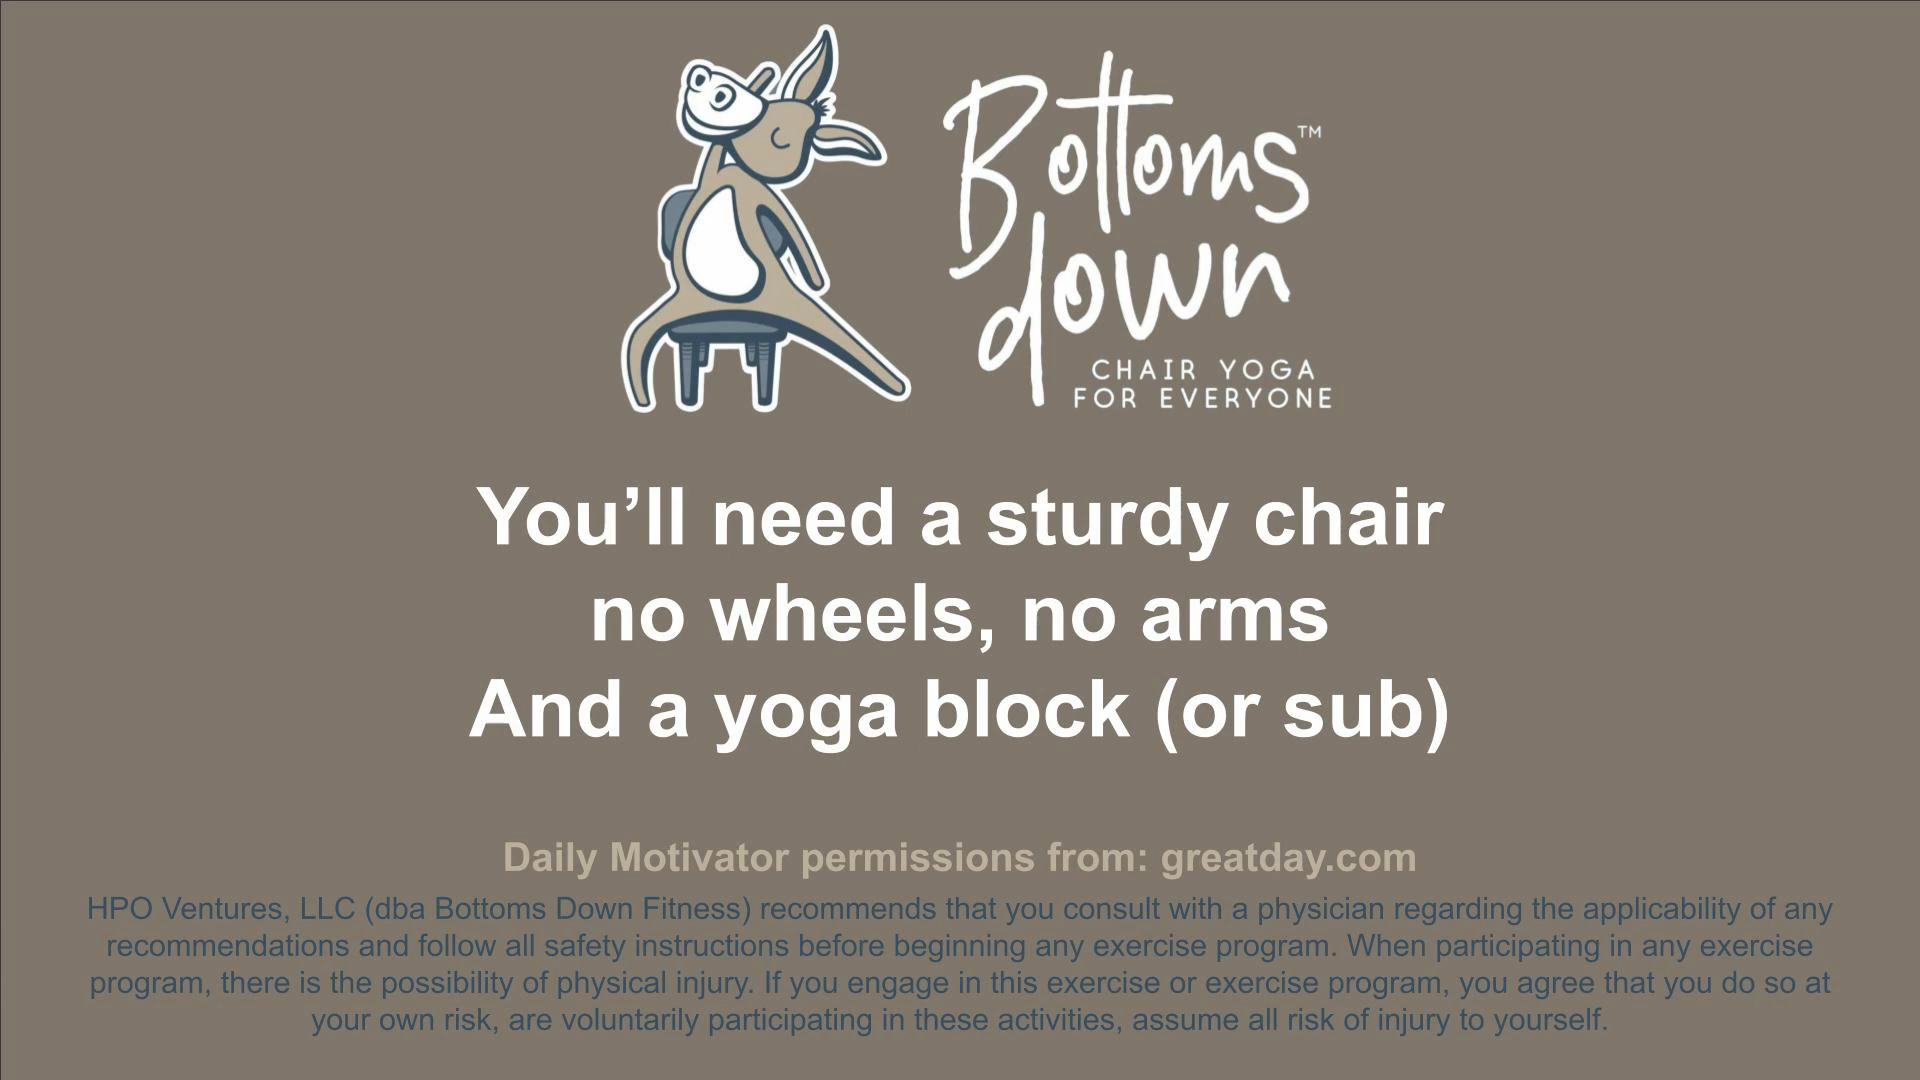 Bottoms™
down
CHAIR YOGA
FOR EVERYONE
You’ll need a sturdy chair
no wheels, no arms
And a yoga block (or sub)
Daily Motivator permissions from: greatday.com
HPO Ventures, LLC (dba Bottoms Down Fitness) recommends that you consult with a physician regarding the applicability of any
recommendations and follow all safety instructions before beginning any exercise program. When participating in any exercise
program, there is the possibility of physical injury. If you engage in this exercise or exercise program, you agree that you do so at
your own risk, are voluntarily participating in these activities, assume all risk of injury to yourself.